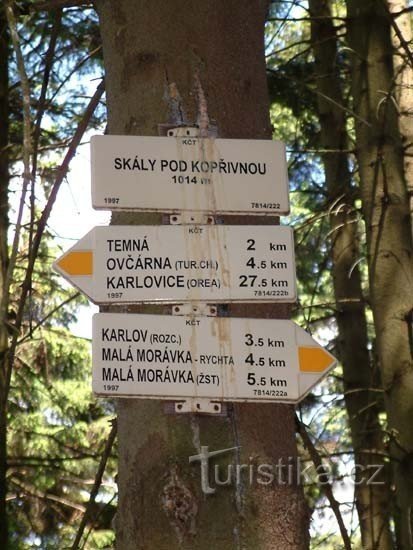 KČT
SKÁLY POD KOPŘIVNOU
1014 m
1997 7814/222
KČT
TEMNÁ 2 KM
OVČÁRNA (TUR.CH.) 4.5 KM
KARLOVICE (OREA) 27.5 KM
1997 7814/222b
KČT
KARLOV (ROZC.) 3.5 KM
MALÁ MORÁVKA - RYCHTA 4.5 KM
MALÁ MORÁVKA (ŽST) 5.5 KM
1997 7814/222a
Turistika.cz